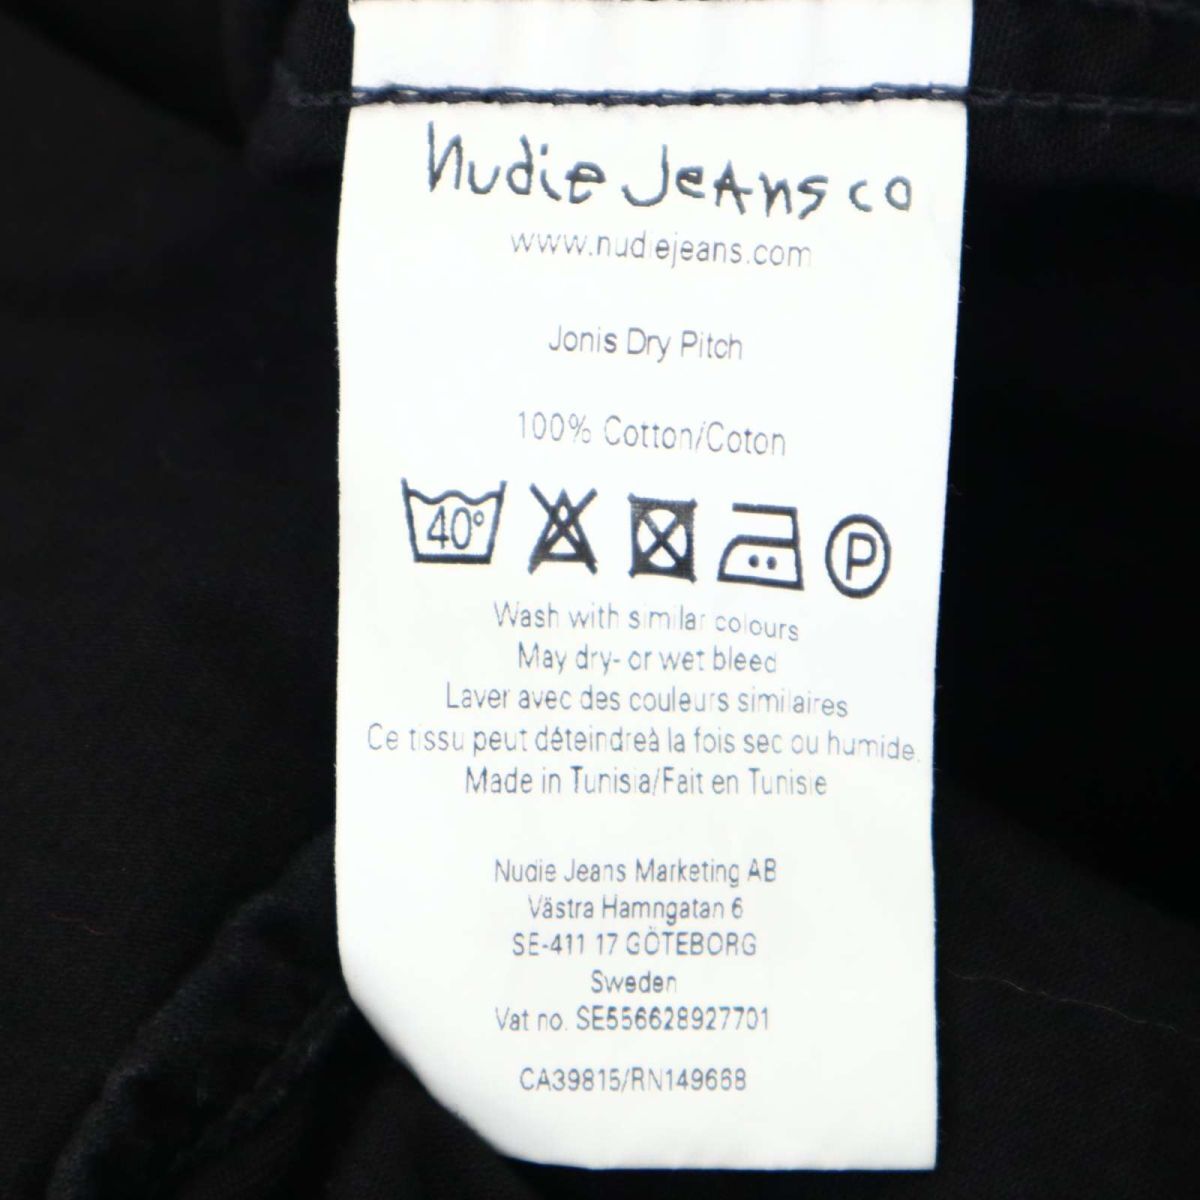 Nudie Jeans co
www.nudiejeans.com
Jonis Dry Pitch
100% Cotton/Coton
40°
P
Wash with similar colours
May dry- or wet bleed
Laver avec des couleurs similaires
Ce tissu peut déteindreà la fois sec ou humide.
Made in Tunisia/Fait en Tunisie
Nudie Jeans Marketing AB
Västra Hamngatan 6
SE-411 17 GÖTEBORG
Sweden
Vat no. SE556628927701
CA39815/RN149668